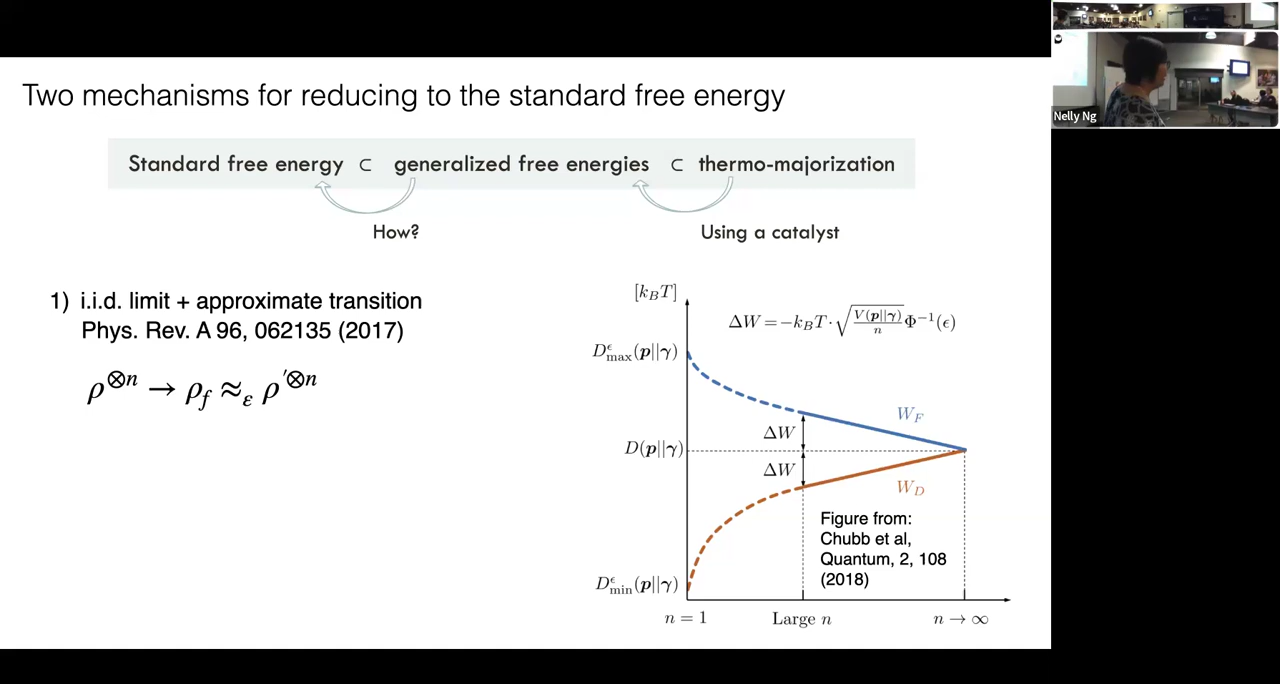 Two mechanisms for reducing to the standard free energy
Standard free energy ⊂ generalized free energies ⊂ thermo-majorization
How?
Using a catalyst
1) i.i.d. limit + approximate transition
Phys. Rev. A 96, 062135 (2017)
ρ^{⊗n} → ρ_f ≈_ε ρ'^{⊗n}
[k_BT]
ΔW = −k_BT · √(V(p||γ)/n) Φ^{−1}(ϵ)
D^ϵ_max(p||γ)
W_F
ΔW
D(p||γ)
ΔW
W_D
Figure from:
Chubb et al,
Quantum, 2, 108
(2018)
D^ϵ_min(p||γ)
n = 1
Large n
n → ∞
Nelly Ng